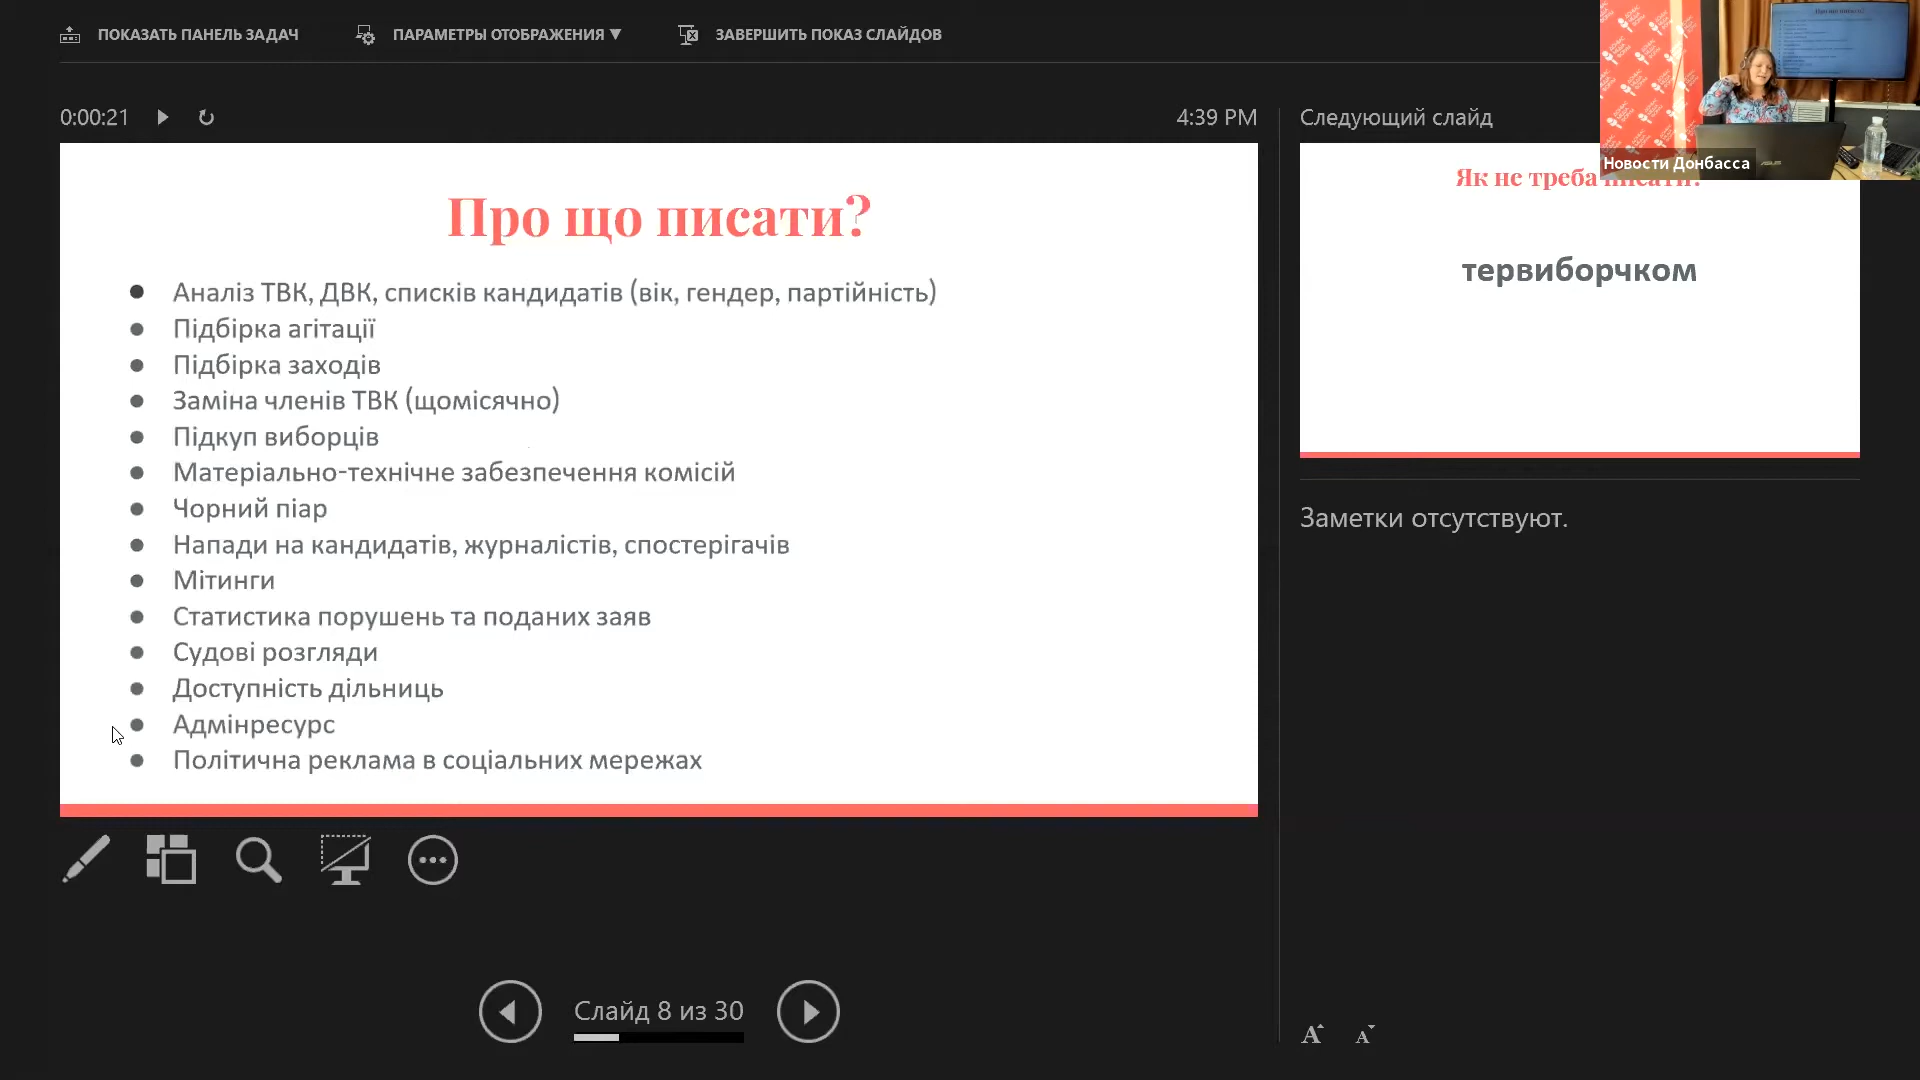 ПОКАЗАТЬ ПАНЕЛЬ ЗАДАЧ
ПАРАМЕТРЫ ОТОБРАЖЕНИЯ ▼
ЗАВЕРШИТЬ ПОКАЗ СЛАЙДОВ
0:00:21
4:39 PM
Про що писати?
● Аналіз ТВК, ДВК, списків кандидатів (вік, гендер, партійність)
● Підбірка агітації
● Підбірка заходів
● Заміна членів ТВК (щомісячно)
● Підкуп виборців
● Матеріально-технічне забезпечення комісій
● Чорний піар
● Напади на кандидатів, журналістів, спостерігачів
● Мітинги
● Статистика порушень та поданих заяв
● Судові розгляди
● Доступність дільниць
● Адмінресурс
● Політична реклама в соціальних мережах
Слайд 8 из 30
Следующий слайд
Новости Донбасса
ASUS
Як не треба писати?
тервиборчком
Заметки отсутствуют.
A A